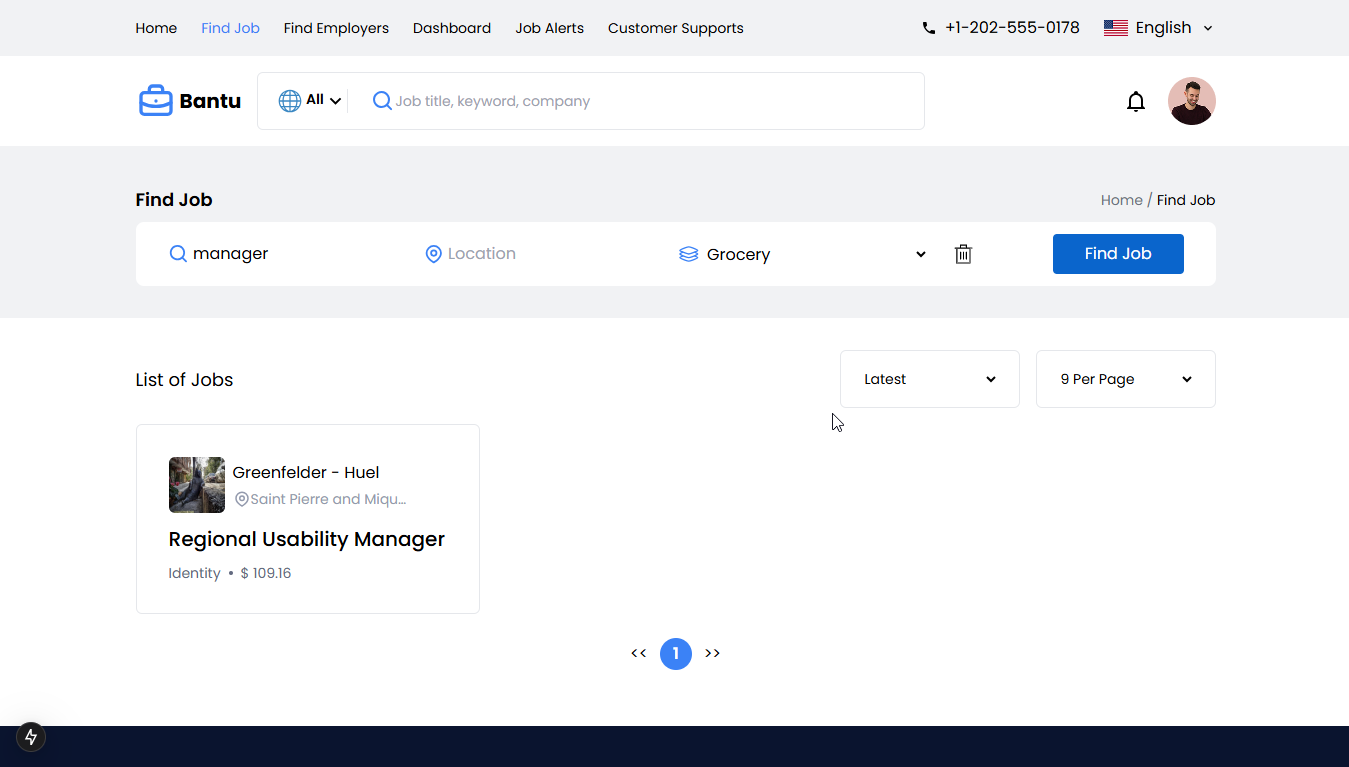 Home Find Job Find Employers Dashboard Job Alerts Customer Supports +1-202-555-0178 English
Bantu All Job title, keyword, company
Find Job Home / Find Job
manager Location Grocery Find Job
List of Jobs Latest 9 Per Page
Greenfelder - Huel
Saint Pierre and Miqu...
Regional Usability Manager
Identity • $ 109.16
<< 1 >>